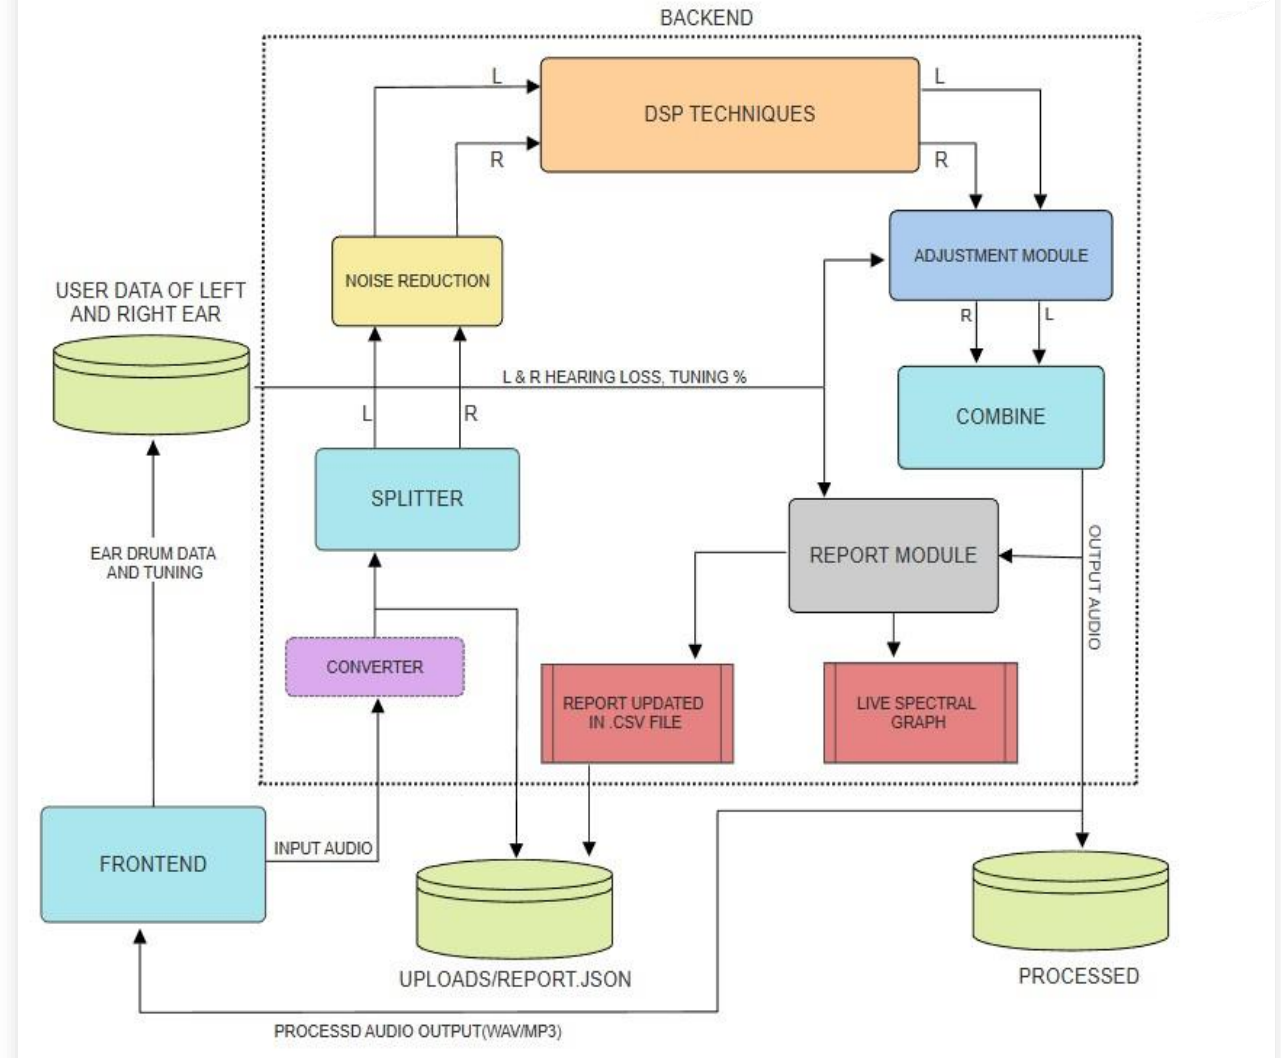 BACKEND
L
L
DSP TECHNIQUES
R
R
NOISE REDUCTION
ADJUSTMENT MODULE
USER DATA OF LEFT
AND RIGHT EAR
R
L
L & R HEARING LOSS, TUNING %
L
R
COMBINE
SPLITTER
EAR DRUM DATA
AND TUNING
REPORT MODULE
OUTPUT AUDIO
CONVERTER
REPORT UPDATED
IN .CSV FILE
LIVE SPECTRAL
GRAPH
FRONTEND
INPUT AUDIO
UPLOADS/REPORT.JSON
PROCESSED
PROCESSD AUDIO OUTPUT(WAV/MP3)